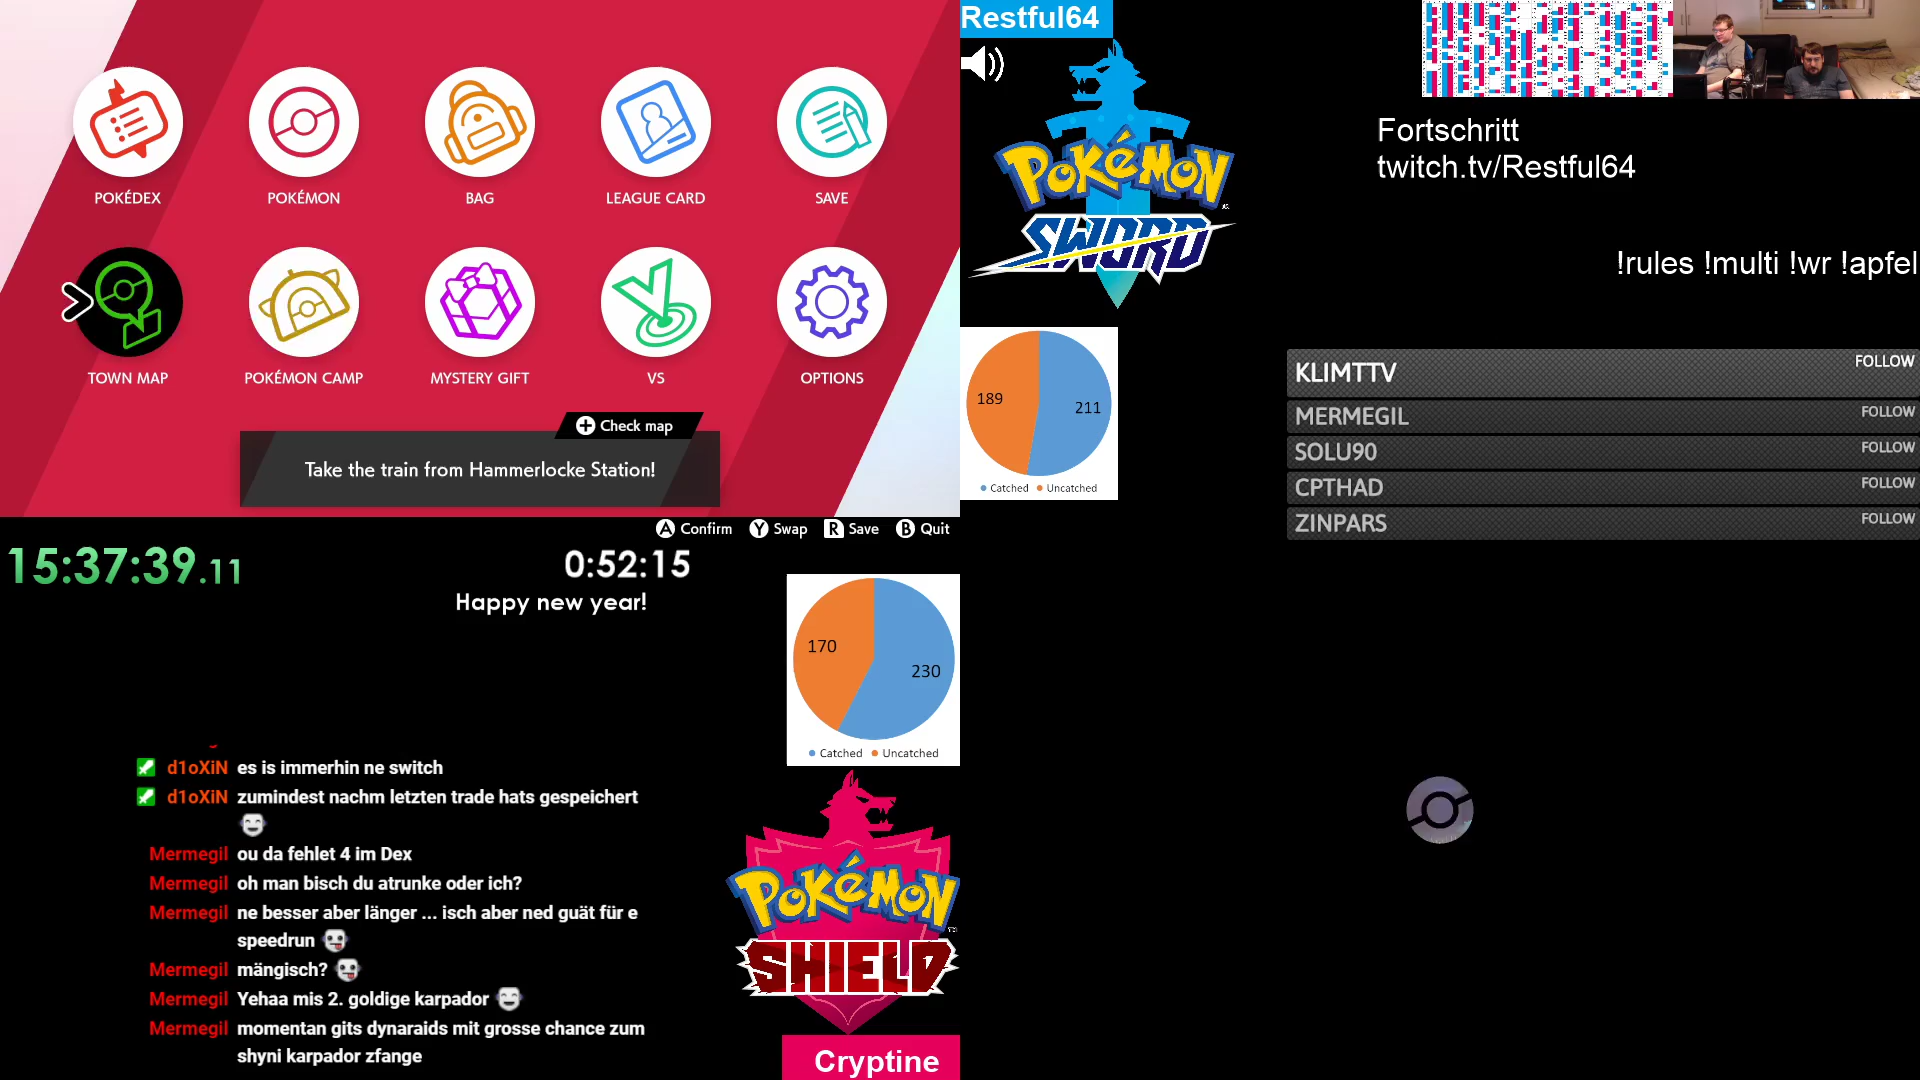 POKÉDEX
POKÉMON
BAG
LEAGUE CARD
SAVE
TOWN MAP
POKÉMON CAMP
MYSTERY GIFT
VS
OPTIONS
Check map
Take the train from Hammerlocke Station!
A Confirm Y Swap R Save B Quit
Restful64
POKÉMON
SWORD
Fortschritt
twitch.tv/Restful64
!rules !multi !wr !apfel
189
211
Catched Uncatched
KLIMTTV FOLLOW
MERMEGIL FOLLOW
SOLU90 FOLLOW
CPTHAD FOLLOW
ZINPARS FOLLOW
15:37:39.11
0:52:15
Happy new year!
170
230
Catched Uncatched
d1oXiN es is immerhin ne switch
d1oXiN zumindest nachm letzten trade hats gespeichert
Mermegil ou da fehlet 4 im Dex
Mermegil oh man bisch du atrunke oder ich?
Mermegil ne besser aber länger ... isch aber ned guät für e
speedrun
Mermegil mängisch?
Mermegil Yehaa mis 2. goldige karpador
Mermegil momentan gits dynaraids mit grosse chance zum
shyni karpador zfange
POKÉMON
SHIELD
Cryptine